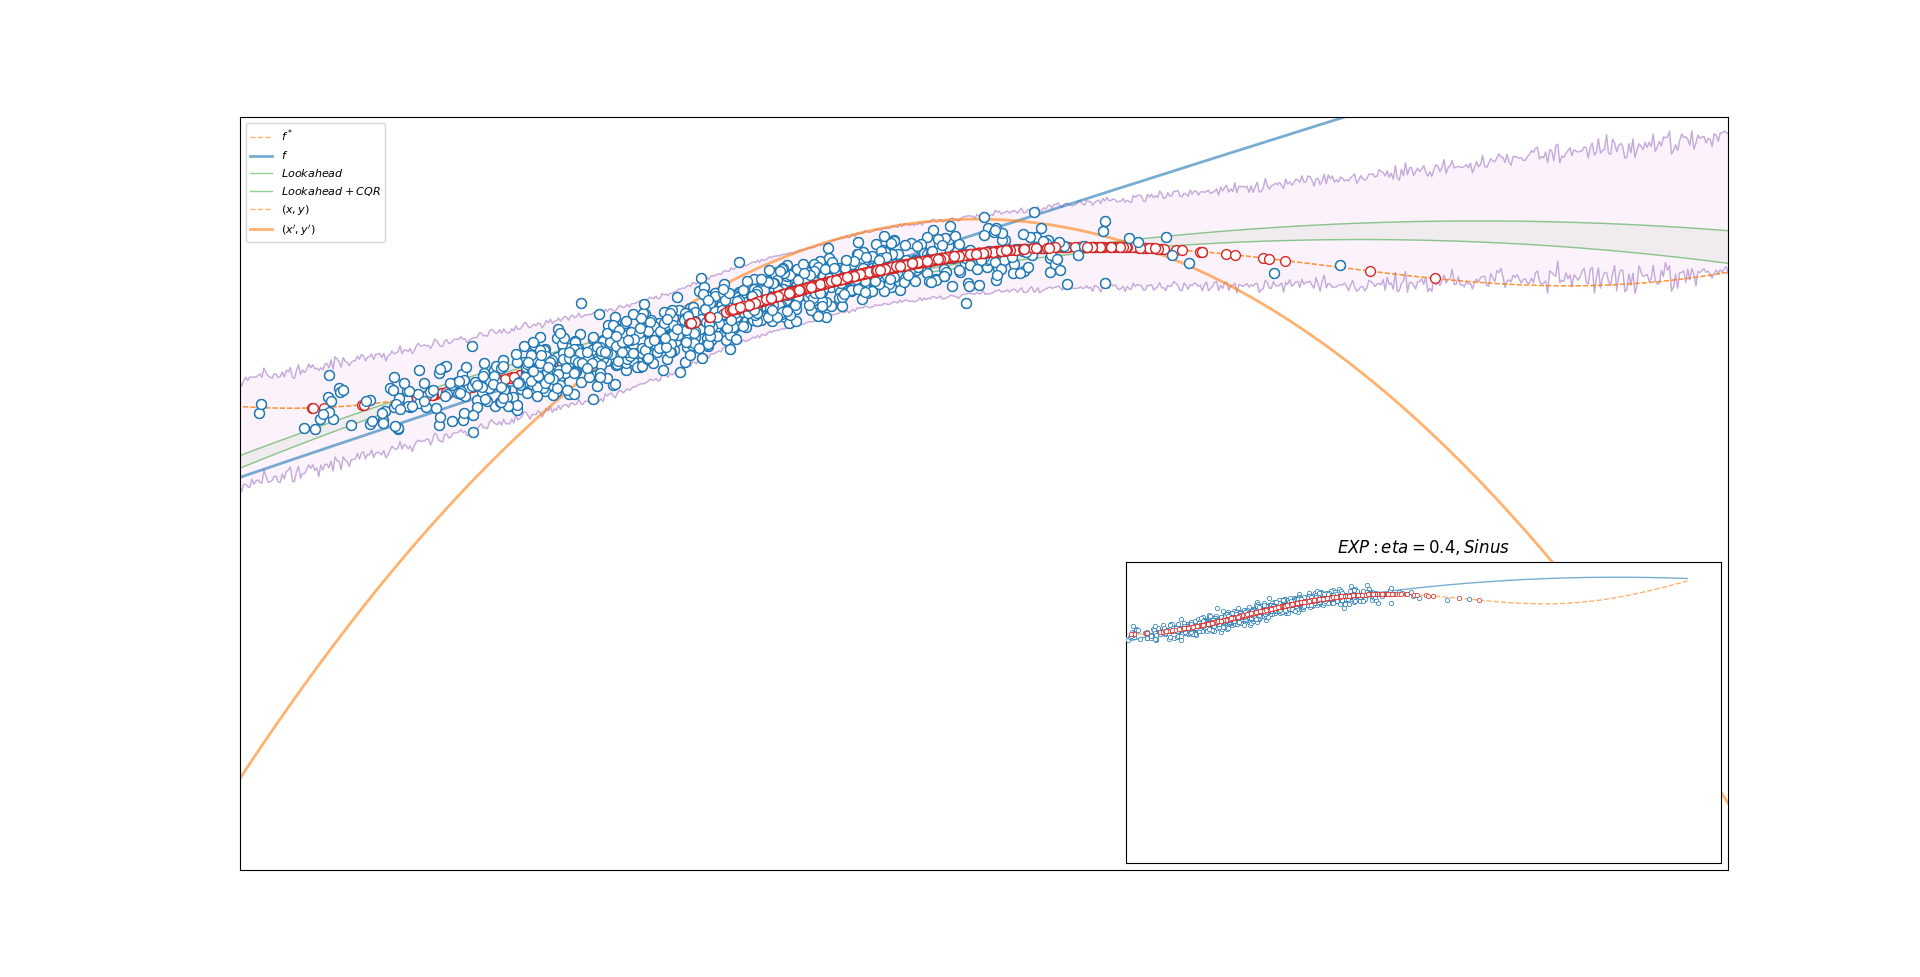 f*
f
Lookahead
Lookahead + CQR
(x, y)
(x', y')
EXP : eta = 0.4, Sinus